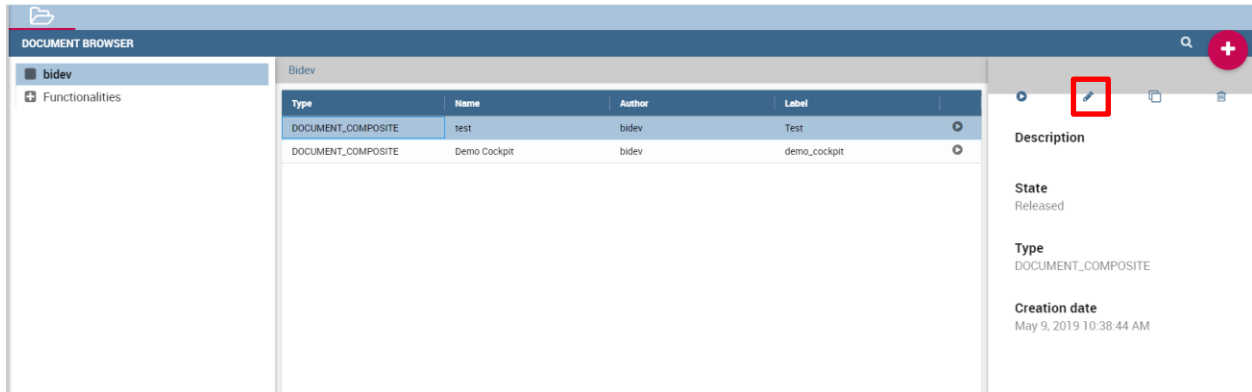 DOCUMENT BROWSER
bidev
Functionalities
Bidev
Type Name Author Label
DOCUMENT_COMPOSITE test bidev Test
DOCUMENT_COMPOSITE Demo Cockpit bidev demo_cockpit
Description
State
Released
Type
DOCUMENT_COMPOSITE
Creation date
May 9, 2019 10:38:44 AM